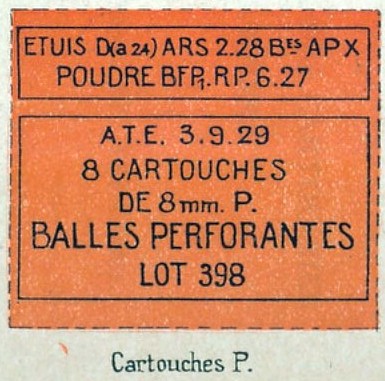 ETUIS D(a 24) ARS 2.28 BES AP X
POUDRE BFP1.RP. 6.27
A.T.E. 3.9.29
8 CARTOUCHES
DE 8mm. P.
BALLES PERFORANTES
LOT 398
Cartouches P.